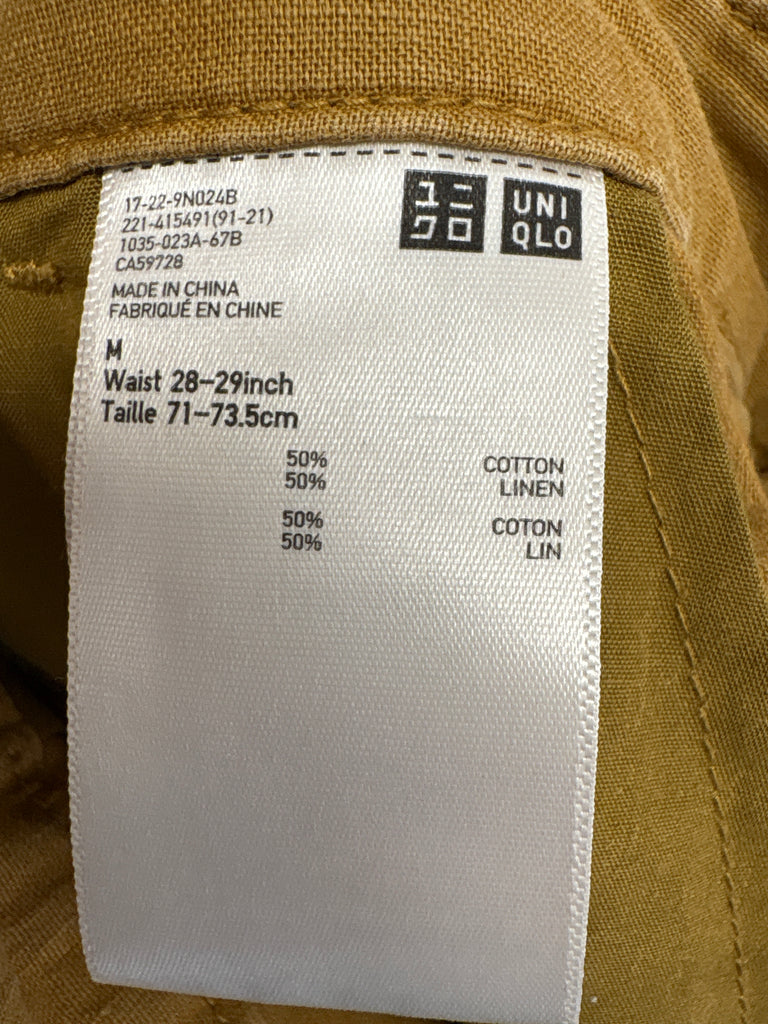 17-22-9N024B
221-415491(91-21)
1035-023A-67B
CA59728
ユニ
クロ
UNI
QLO
MADE IN CHINA
FABRIQUÉ EN CHINE
M
Waist 28–29inch
Taille 71–73.5cm
50% COTTON
50% LINEN
50% COTON
50% LIN